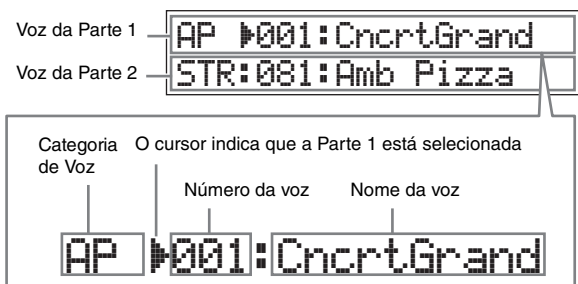 Voz da Parte 1
AP ▶001:CncrtGrand
Voz da Parte 2
STR:081:Amb Pizza
Categoria de Voz
O cursor indica que a Parte 1 está selecionada
Número da voz
Nome da voz
AP ▶001:CncrtGrand